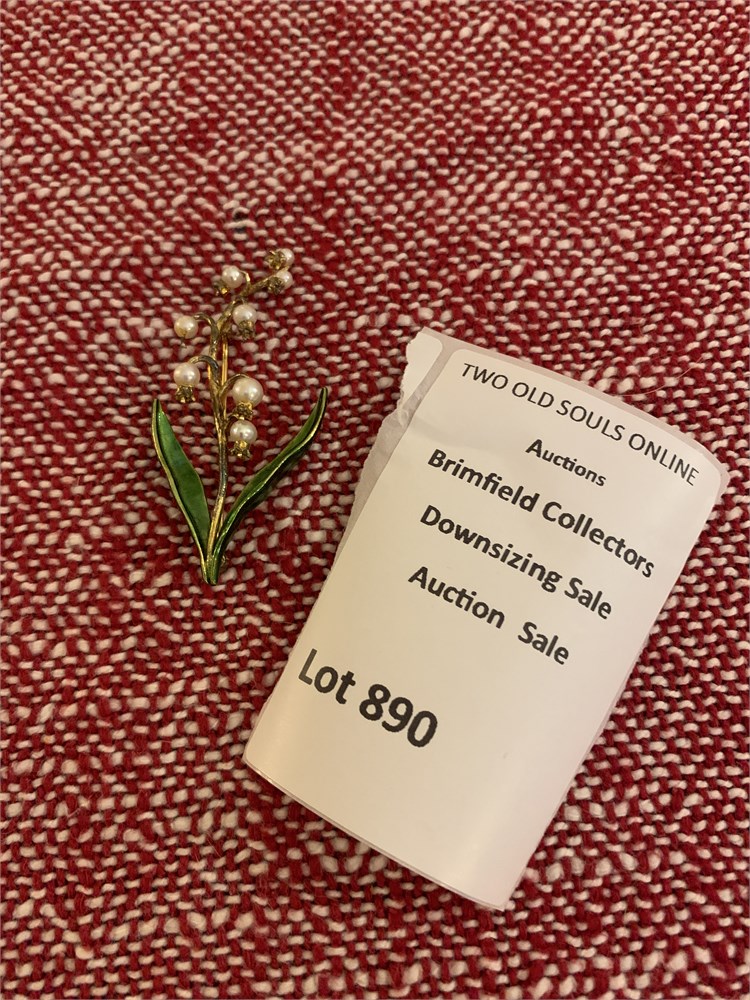 TWO OLD SOULS ONLINE
Auctions
Brimfield Collectors
Downsizing Sale
Auction Sale
Lot 890